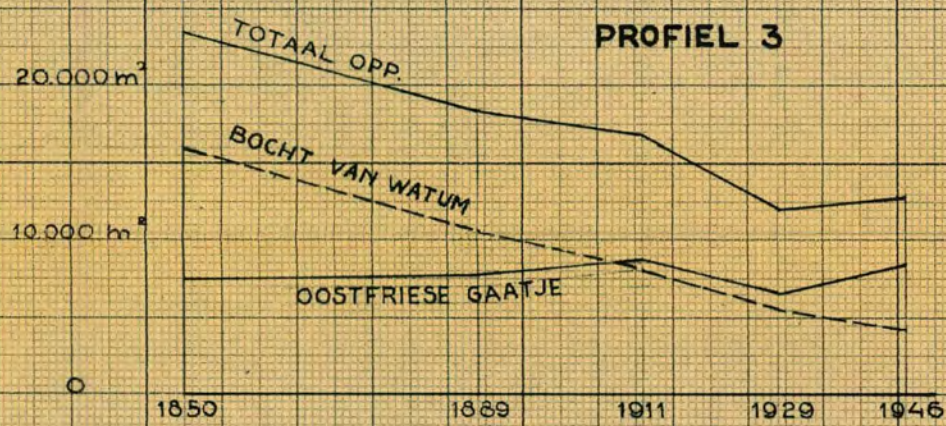 PROFIEL 3
TOTAAL OPP.
20.000 m²
BOCHT VAN WATUM
10.000 m²
OOSTFRIESE GAATJE
0
1850 1889 1911 1929 1946